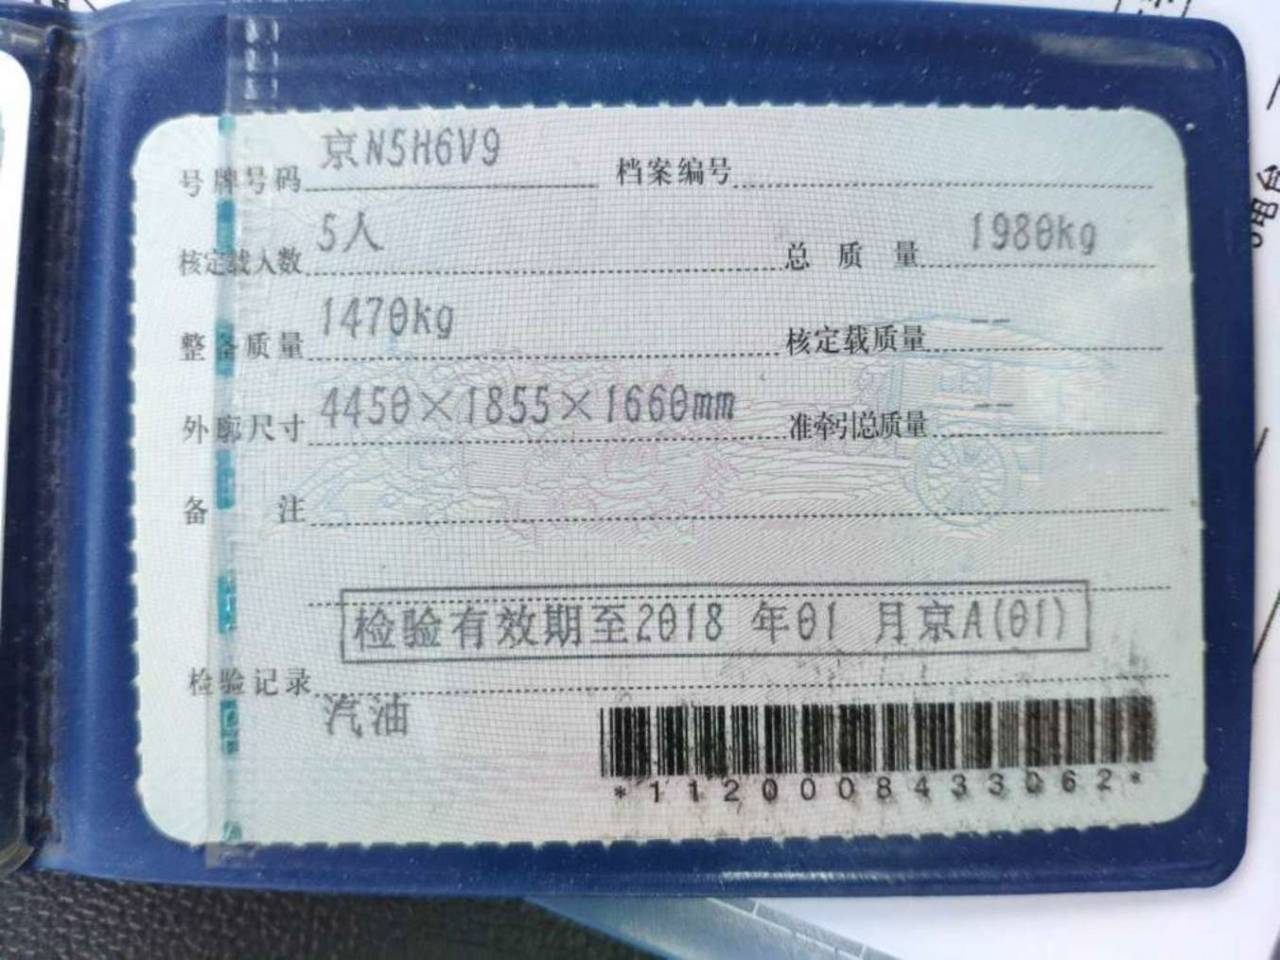 号牌号码 京N5H6V9 档案编号
核定载人数 5人 总质量 1980kg
整备质量 1470kg 核定载质量 --
外廓尺寸 4450×1855×1660mm 准牵引总质量 --
备注
检验有效期至2018 年01 月京A(01)
检验记录
汽油
*1120008433062*